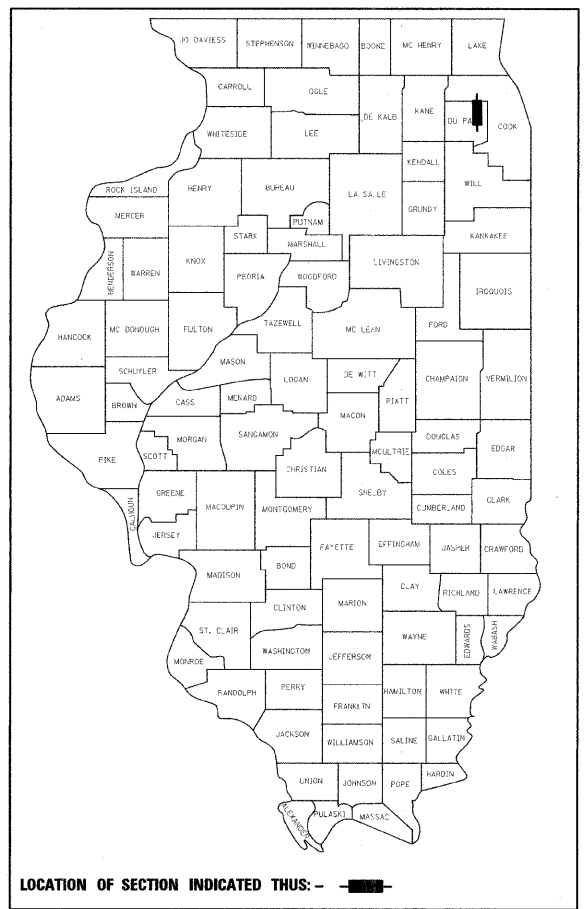 JO DAVIESS
STEPHENSON
WINNEBAGO
BOONE
MC HENRY
LAKE
CARROLL
OGLE
DE KALB
KANE
DU PA
COOK
WHITESIDE
LEE
KENDALL
WILL
ROCK ISLAND
HENRY
BUREAU
LA SALLE
GRUNDY
MERCER
PUTNAM
KANKAKEE
STARK
MARSHALL
HENDERSON
WARREN
KNOX
PEORIA
WOODFORD
LIVINGSTON
IROQUOIS
HANCOCK
MC DONOUGH
FULTON
TAZEWELL
MC LEAN
FORD
SCHUYLER
MASON
LOGAN
DE WITT
CHAMPAIGN
VERMILION
ADAMS
BROWN
CASS
MENARD
MACON
PIATT
PIKE
SCOTT
MORGAN
SANGAMON
CHRISTIAN
MOULTRIE
DOUGLAS
EDGAR
COLES
CALHOUN
GREENE
MACOUPIN
MONTGOMERY
SHELBY
CUMBERLAND
CLARK
JERSEY
FAYETTE
EFFINGHAM
JASPER
CRAWFORD
MADISON
BOND
CLAY
RICHLAND
LAWRENCE
CLINTON
MARION
ST. CLAIR
WAYNE
EDWARDS
WABASH
MONROE
WASHINGTON
JEFFERSON
RANDOLPH
PERRY
HAMILTON
WHITE
FRANKLIN
JACKSON
WILLIAMSON
SALINE
GALLATIN
UNION
JOHNSON
POPE
HARDIN
ALEXANDER
PULASKI
MASSAC
LOCATION OF SECTION INDICATED THUS: -